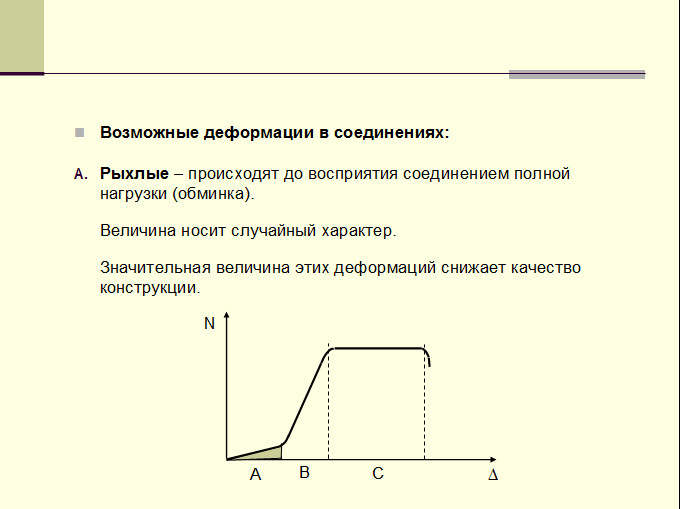 Возможные деформации в соединениях:
A. Рыхлые – происходят до восприятия соединением полной
нагрузки (обминка).
Величина носит случайный характер.
Значительная величина этих деформаций снижает качество
конструкции.
N
A
B
C
Δ